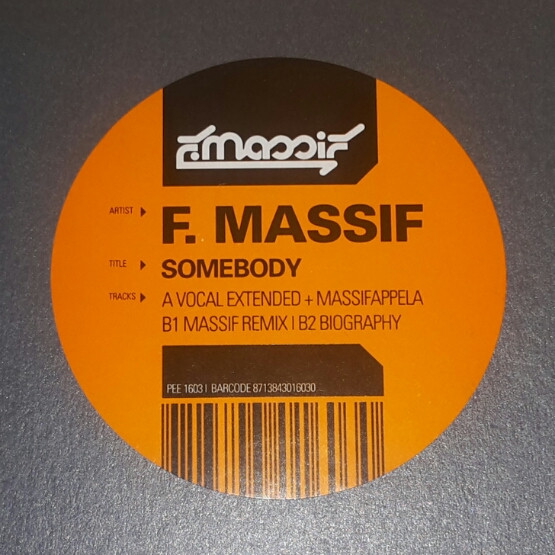 F.massif
ARTIST F. MASSIF
TITLE SOMEBODY
TRACKS A VOCAL EXTENDED + MASSIFAPPELA
B1 MASSIF REMIX | B2 BIOGRAPHY
PEE 1603 | BARCODE 8713843016030